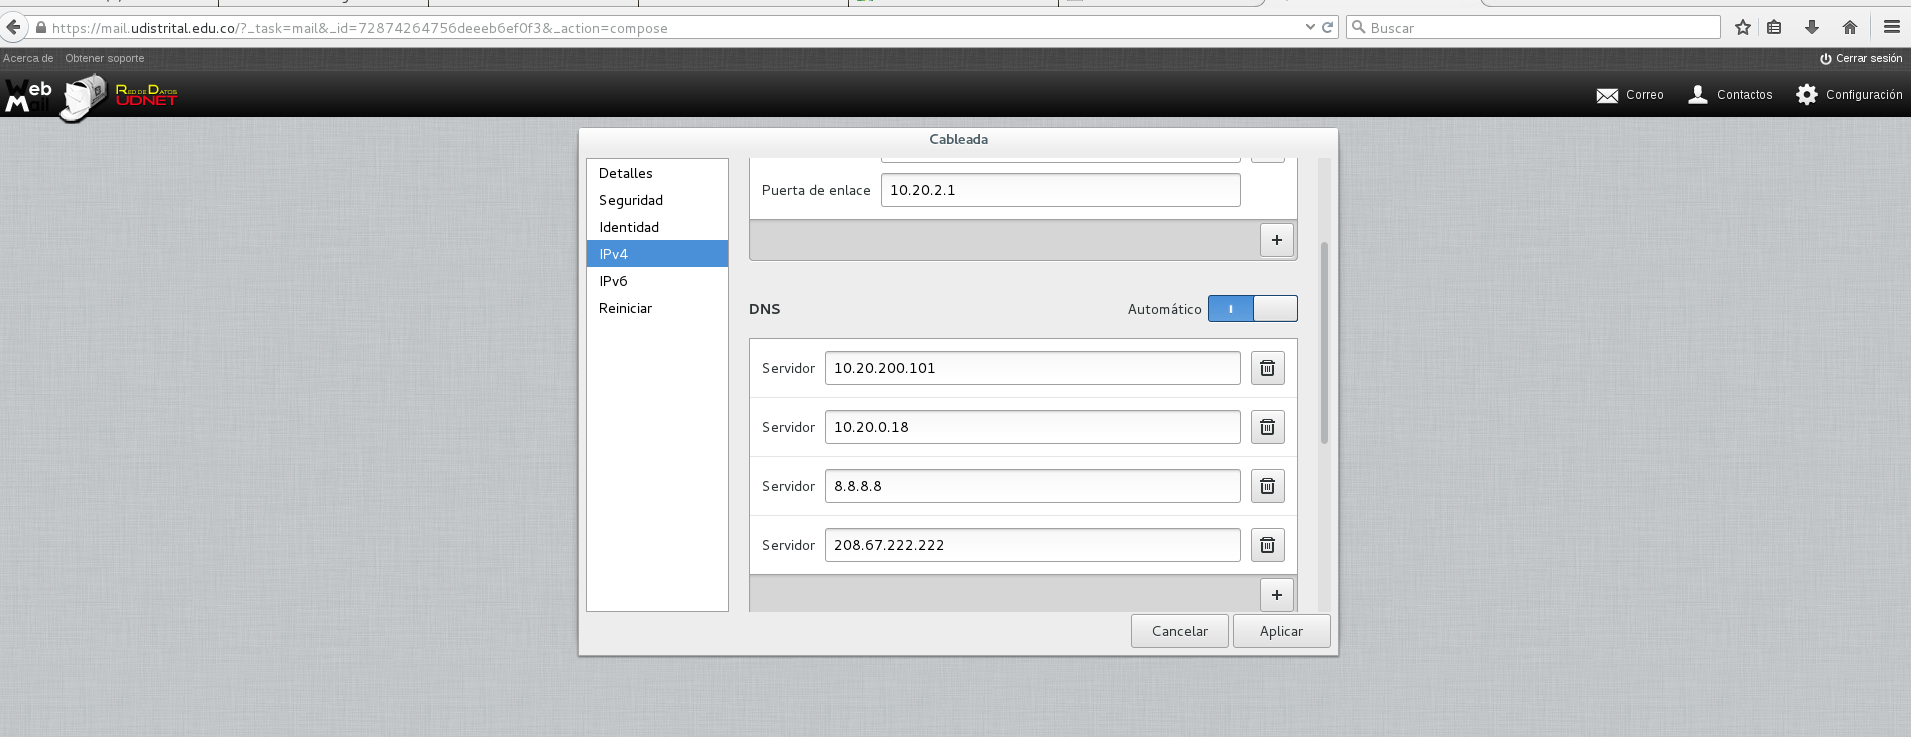 https://mail.udistrital.edu.co/?_task=mail&_id=72874264756deeeb6ef0f3&_action=compose
Buscar
Acerca de Obtener soporte
Cerrar sesión
Web Mail
RED DE DATOS
UDNET
Correo
Contactos
Configuración
Cableada
Detalles
Seguridad
Identidad
IPv4
IPv6
Reiniciar
Puerta de enlace 10.20.2.1
+
DNS Automático
Servidor 10.20.200.101
Servidor 10.20.0.18
Servidor 8.8.8.8
Servidor 208.67.222.222
+
Cancelar Aplicar